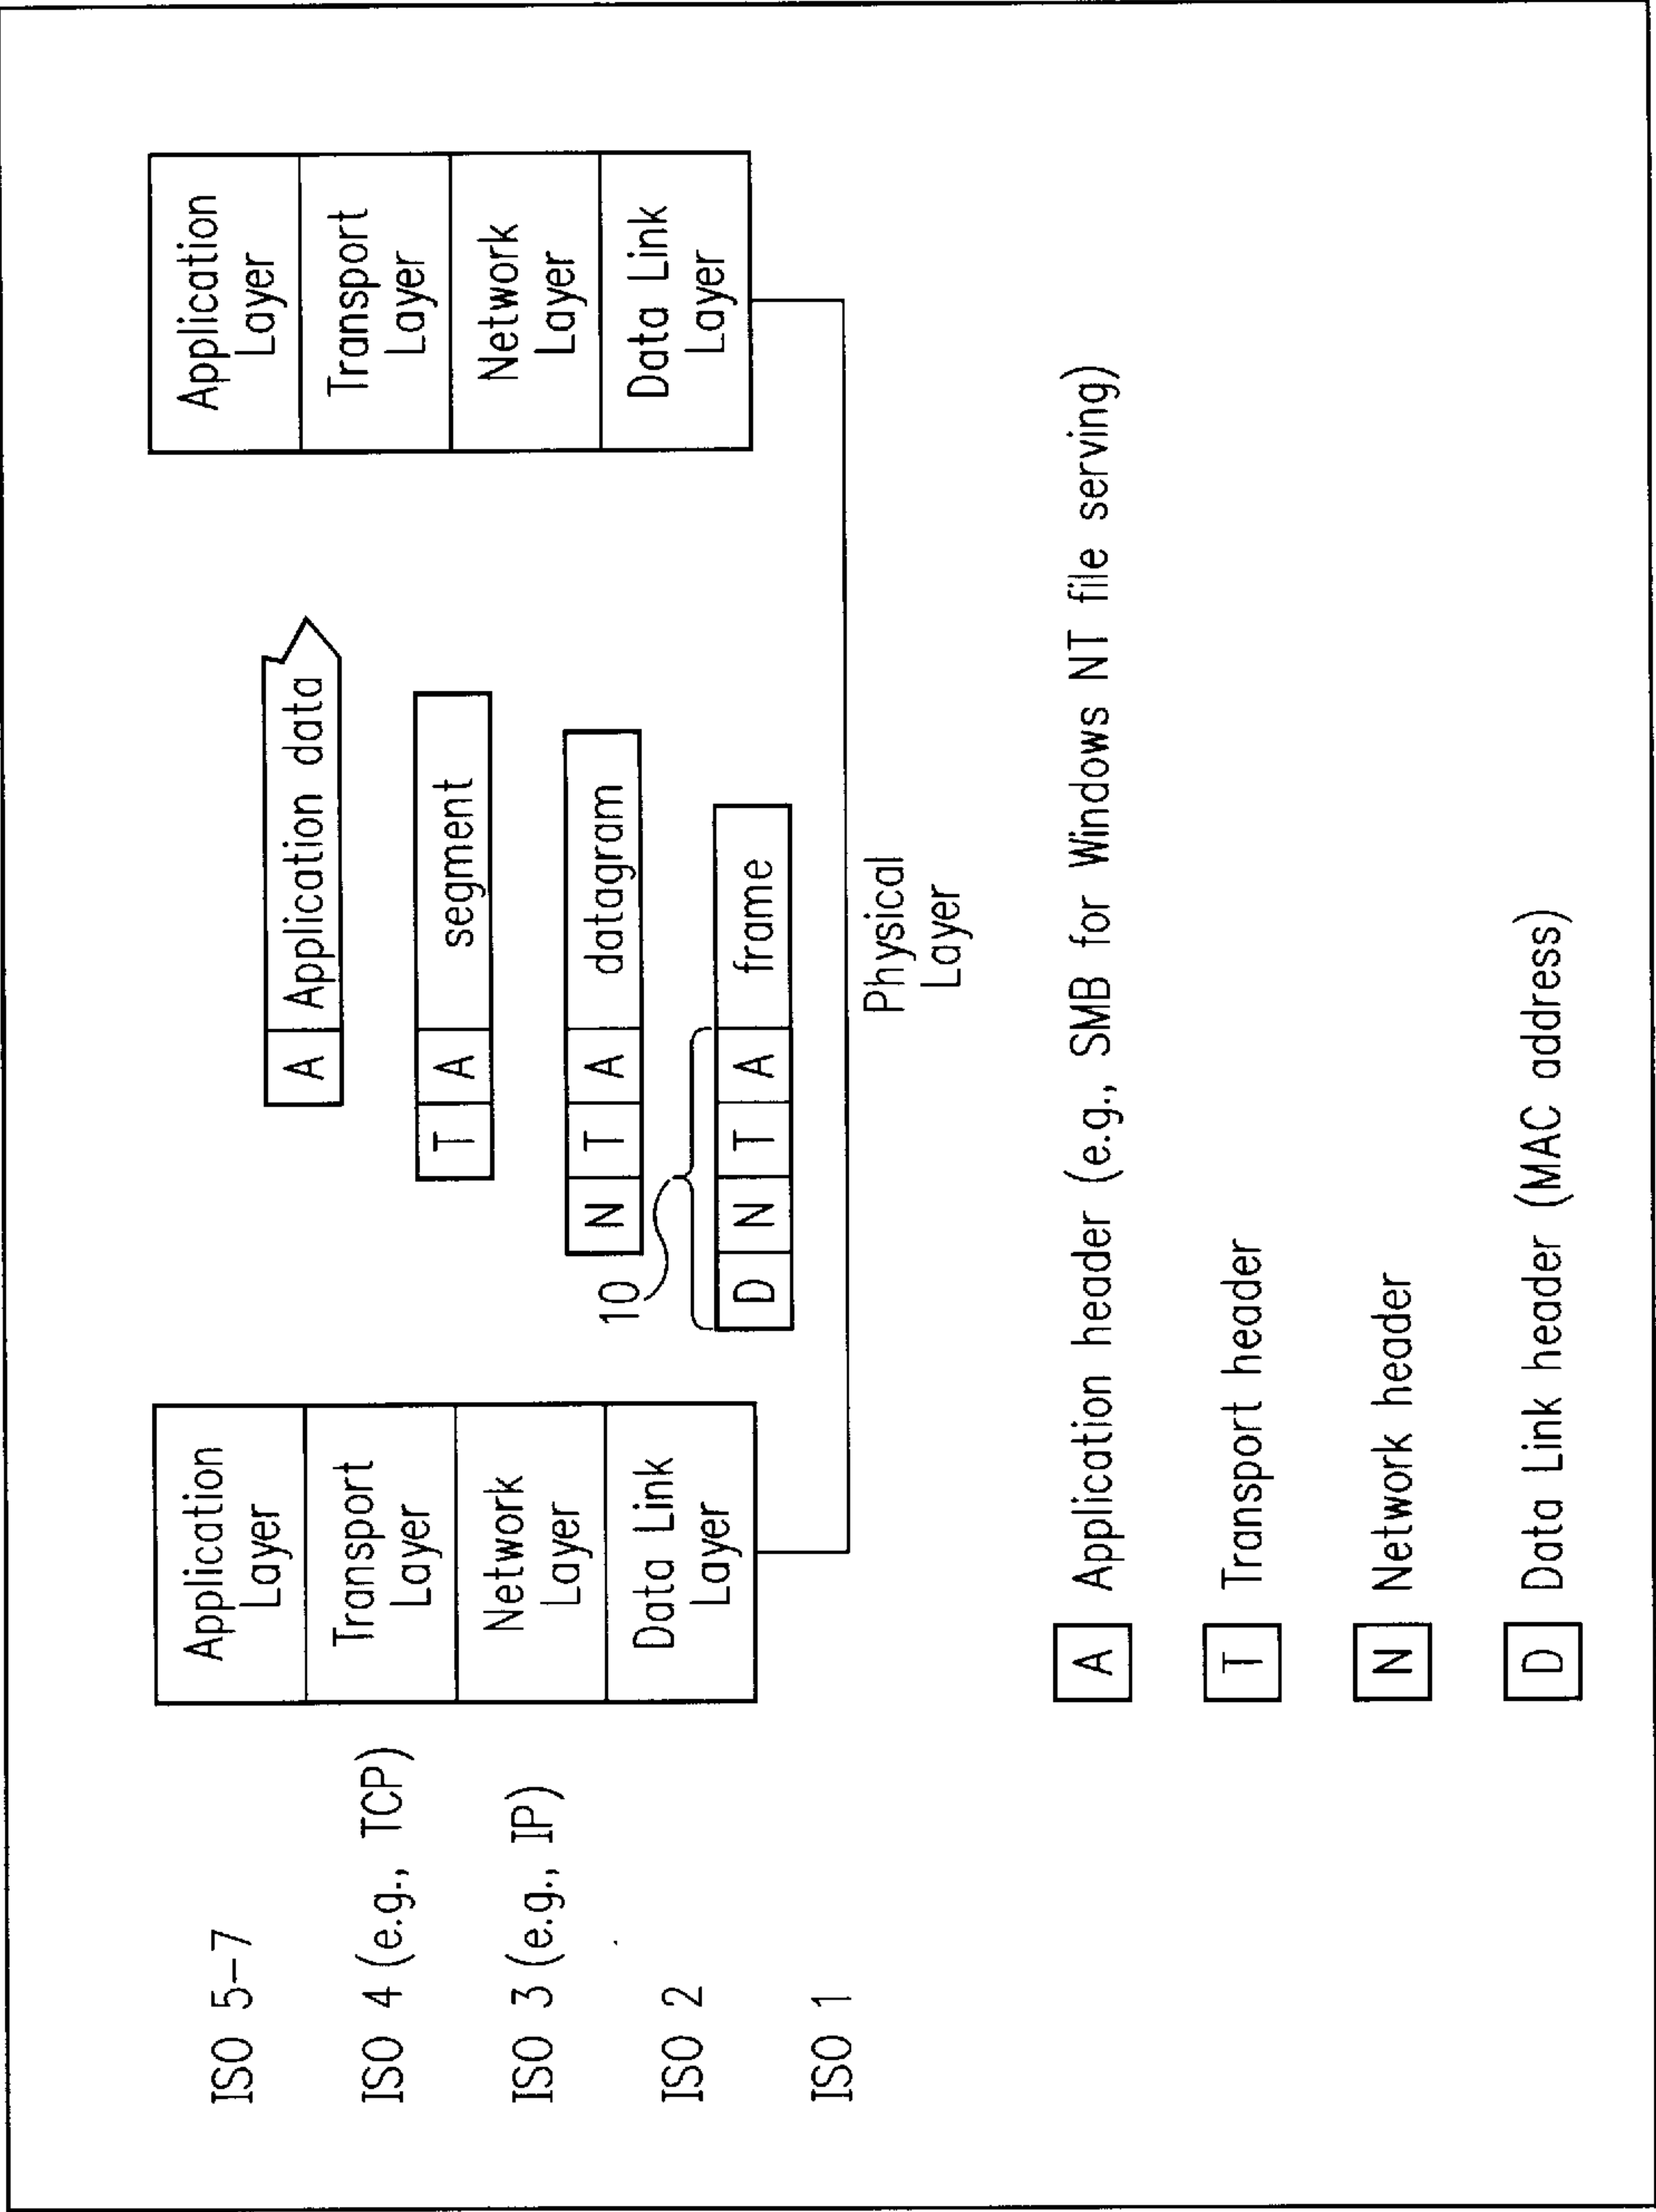 ISO 5-7
ISO 4 (e.g., TCP)
ISO 3 (e.g., IP)
ISO 2
ISO 1
Application
Layer
Transport
Layer
Network
Layer
Data Link
Layer
A Application data
T A segment
N T A datagram
10
D N T A frame
Physical
Layer
Application
Layer
Transport
Layer
Network
Layer
Data Link
Layer
A Application header (e.g., SMB for Windows NT file serving)
T Transport header
N Network header
D Data Link header (MAC address)